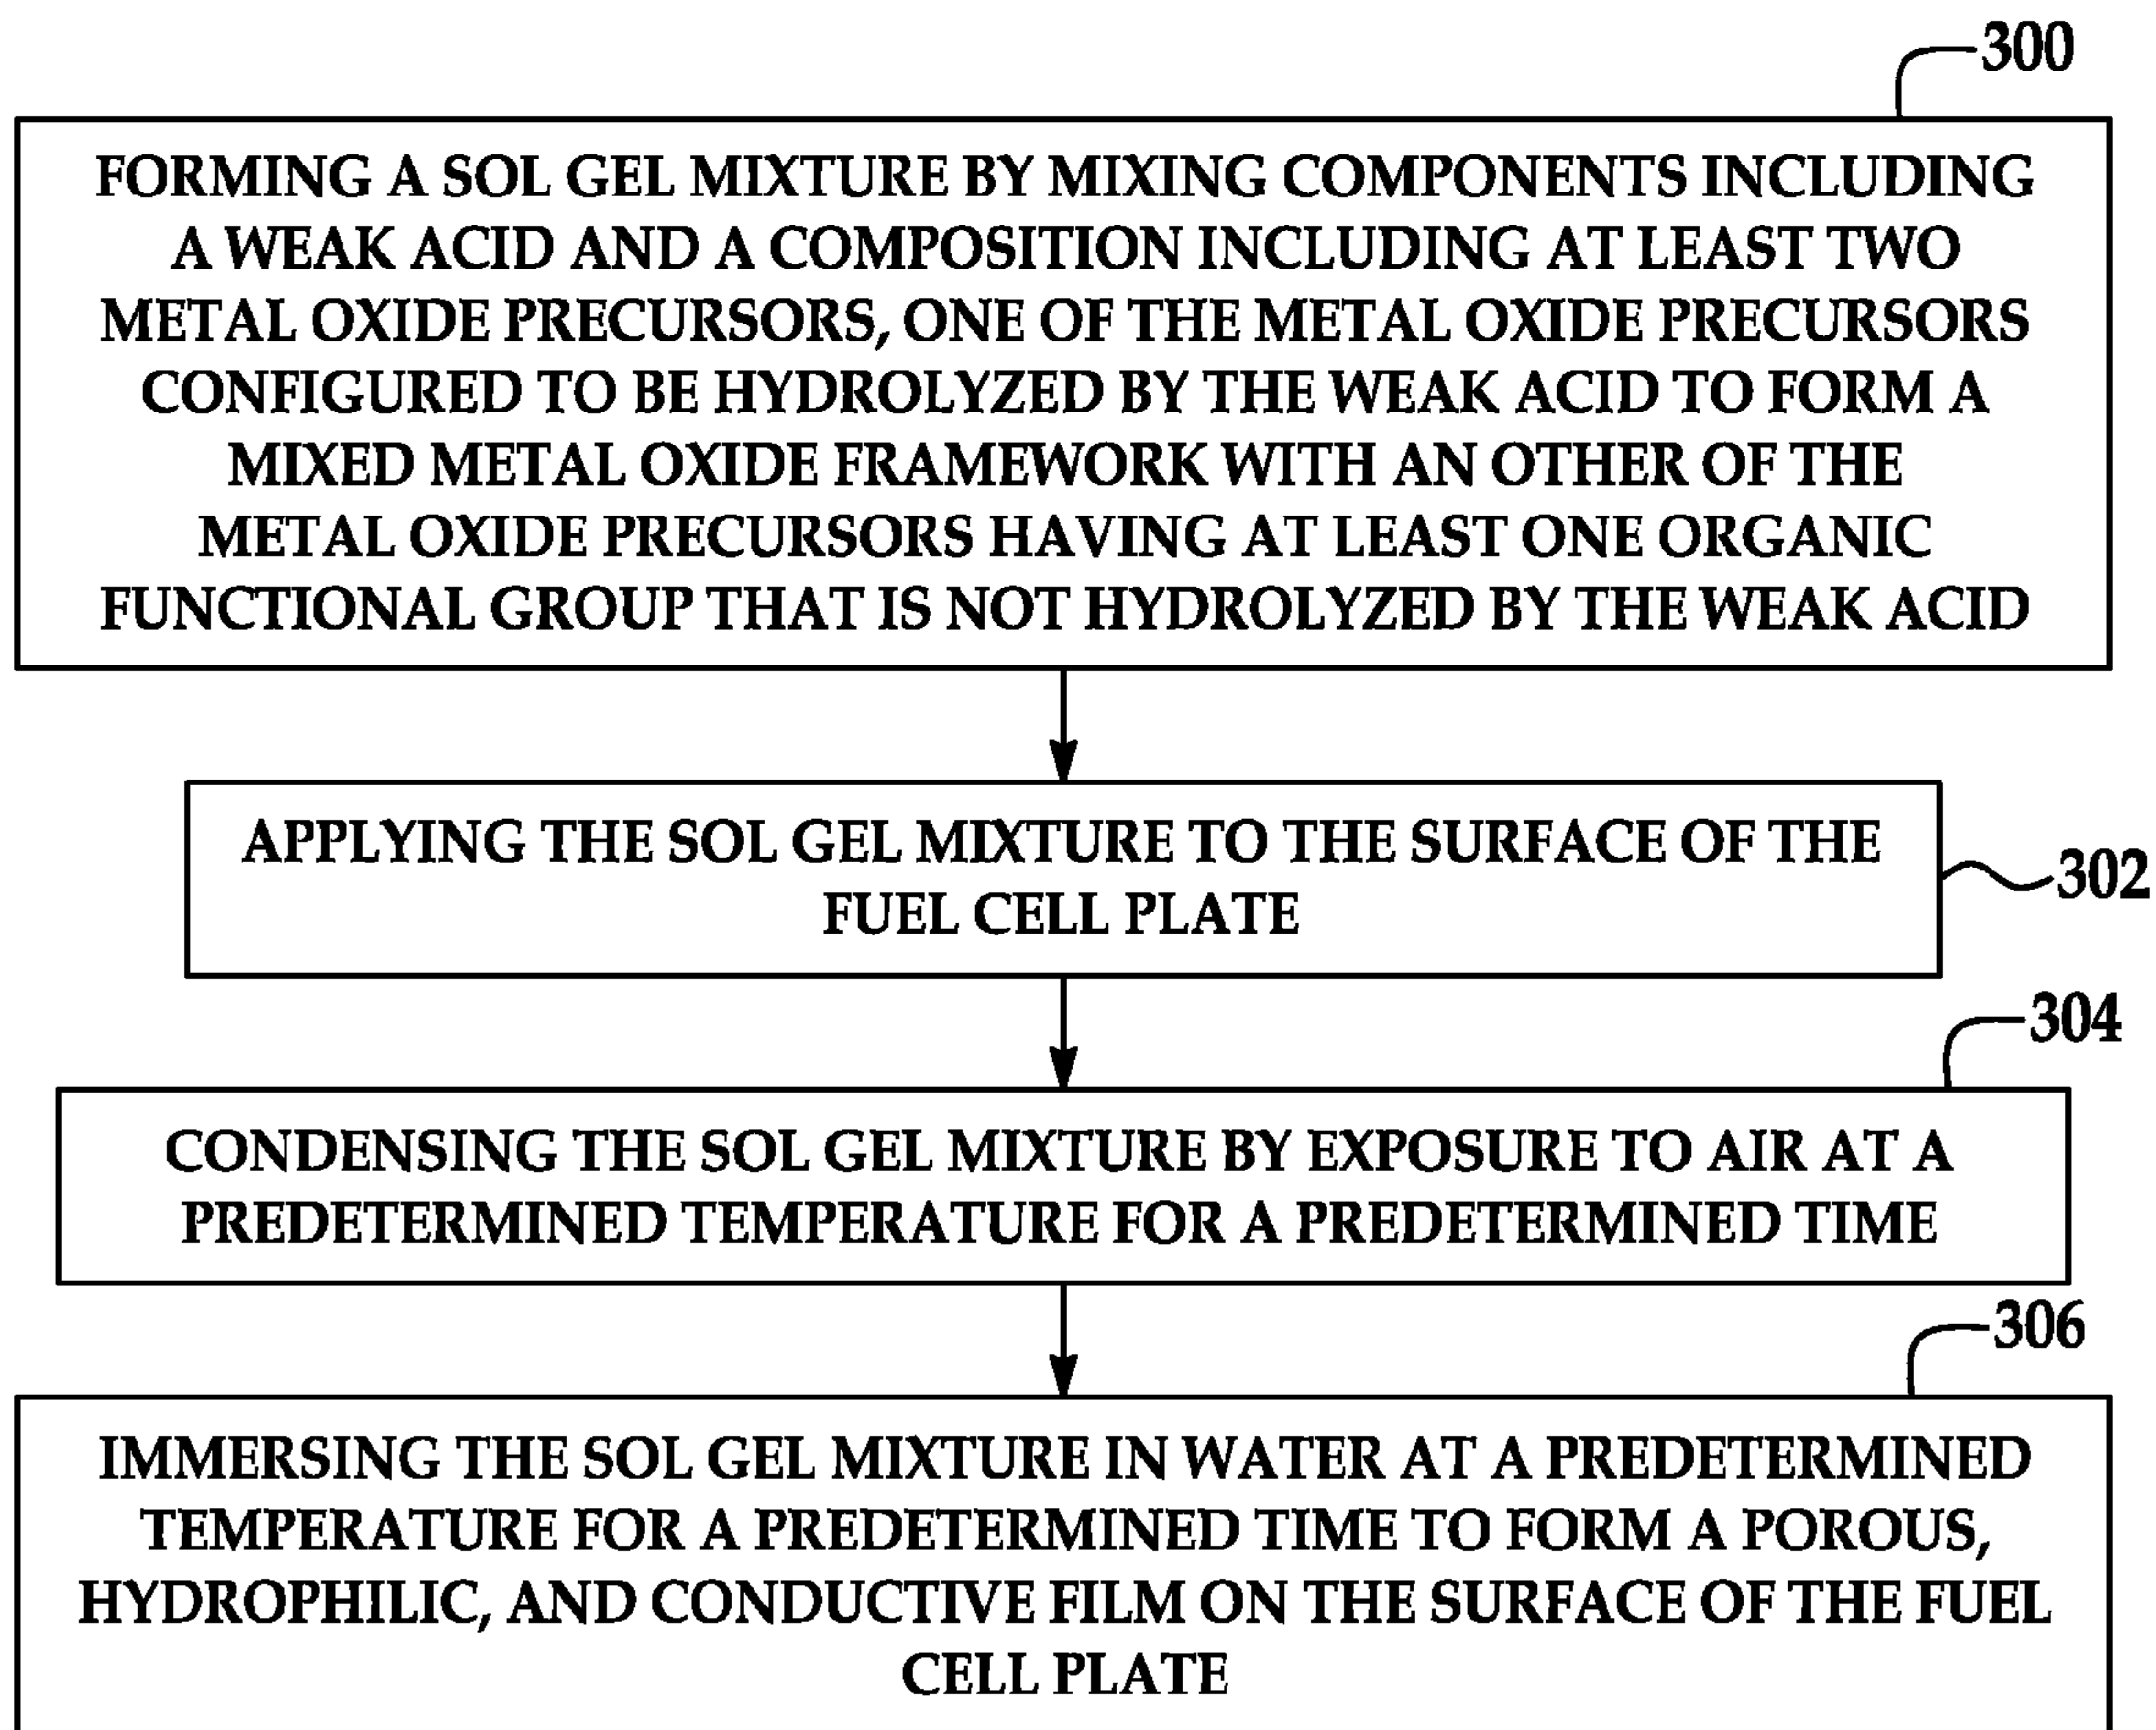 300
FORMING A SOL GEL MIXTURE BY MIXING COMPONENTS INCLUDING
A WEAK ACID AND A COMPOSITION INCLUDING AT LEAST TWO
METAL OXIDE PRECURSORS, ONE OF THE METAL OXIDE PRECURSORS
CONFIGURED TO BE HYDROLYZED BY THE WEAK ACID TO FORM A
MIXED METAL OXIDE FRAMEWORK WITH AN OTHER OF THE
METAL OXIDE PRECURSORS HAVING AT LEAST ONE ORGANIC
FUNCTIONAL GROUP THAT IS NOT HYDROLYZED BY THE WEAK ACID
APPLYING THE SOL GEL MIXTURE TO THE SURFACE OF THE
FUEL CELL PLATE
302
304
CONDENSING THE SOL GEL MIXTURE BY EXPOSURE TO AIR AT A
PREDETERMINED TEMPERATURE FOR A PREDETERMINED TIME
306
IMMERSING THE SOL GEL MIXTURE IN WATER AT A PREDETERMINED
TEMPERATURE FOR A PREDETERMINED TIME TO FORM A POROUS,
HYDROPHILIC, AND CONDUCTIVE FILM ON THE SURFACE OF THE FUEL
CELL PLATE